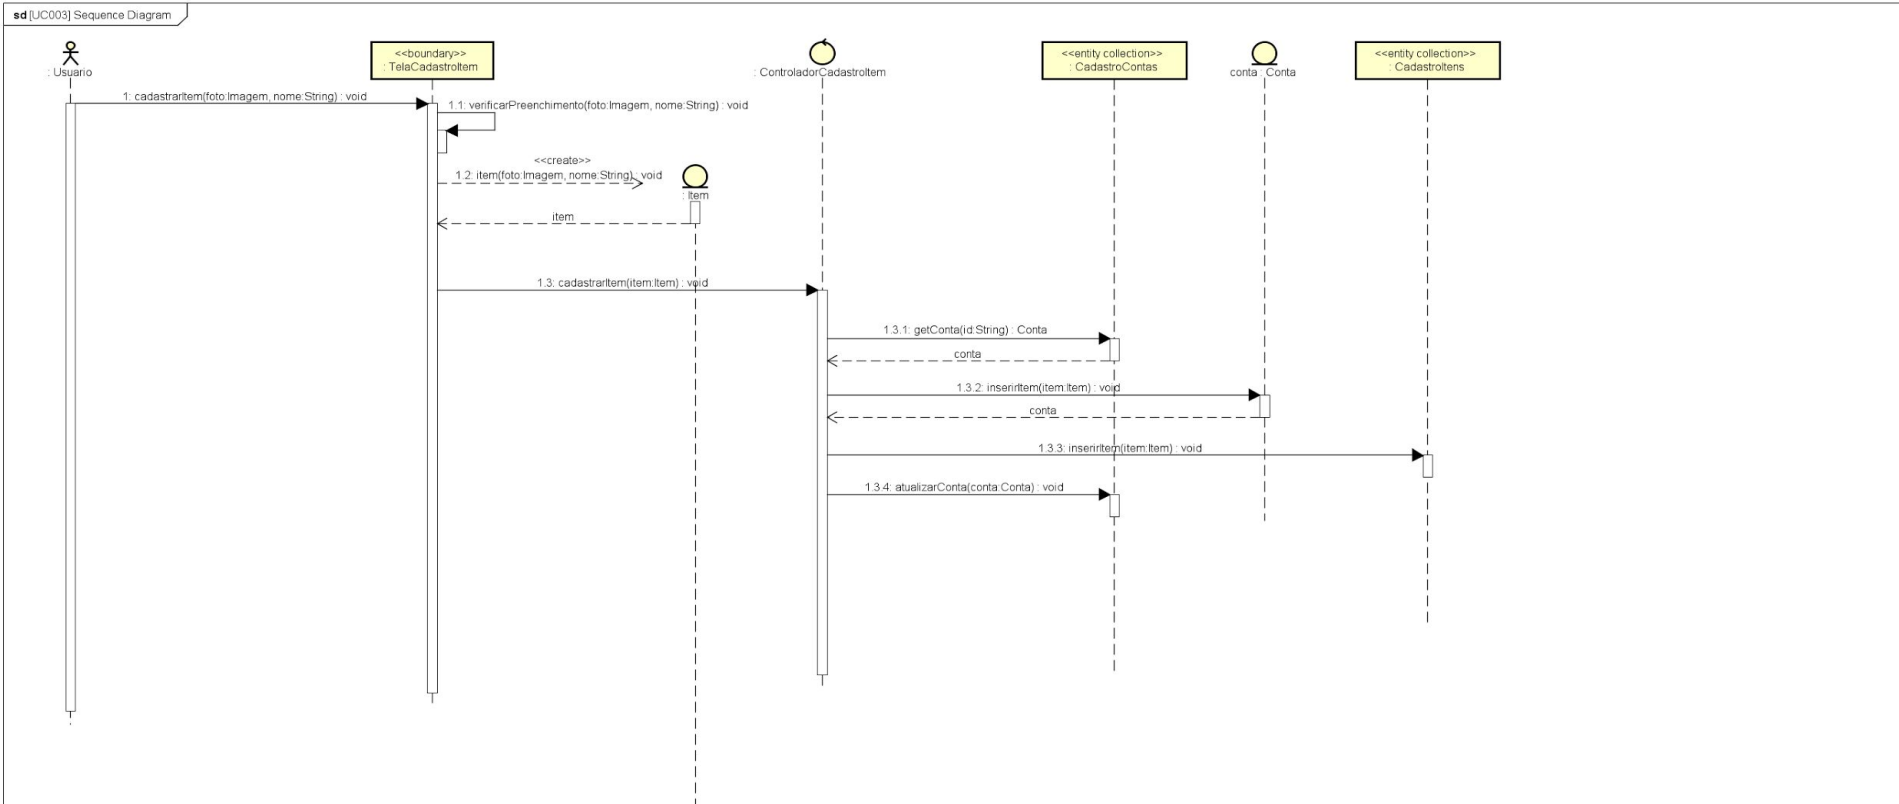 sd [UC003] Sequence Diagram
: Usuario
<<boundary>>
: TelaCadastroItem
: ControladorCadastroItem
<<entity collection>>
: CadastroContas
conta : Conta
<<entity collection>>
: CadastroItens
1: cadastrarItem(foto:Imagem, nome:String) : void
1.1: verificarPreenchimento(foto:Imagem, nome:String) : void
<<create>>
1.2: item(foto:Imagem, nome:String) : void
: Item
item
1.3: cadastrarItem(item:Item) : void
1.3.1: getConta(id:String) : Conta
conta
1.3.2: inserirItem(item:Item) : void
conta
1.3.3: inserirItem(item:Item) : void
1.3.4: atualizarConta(conta:Conta) : void